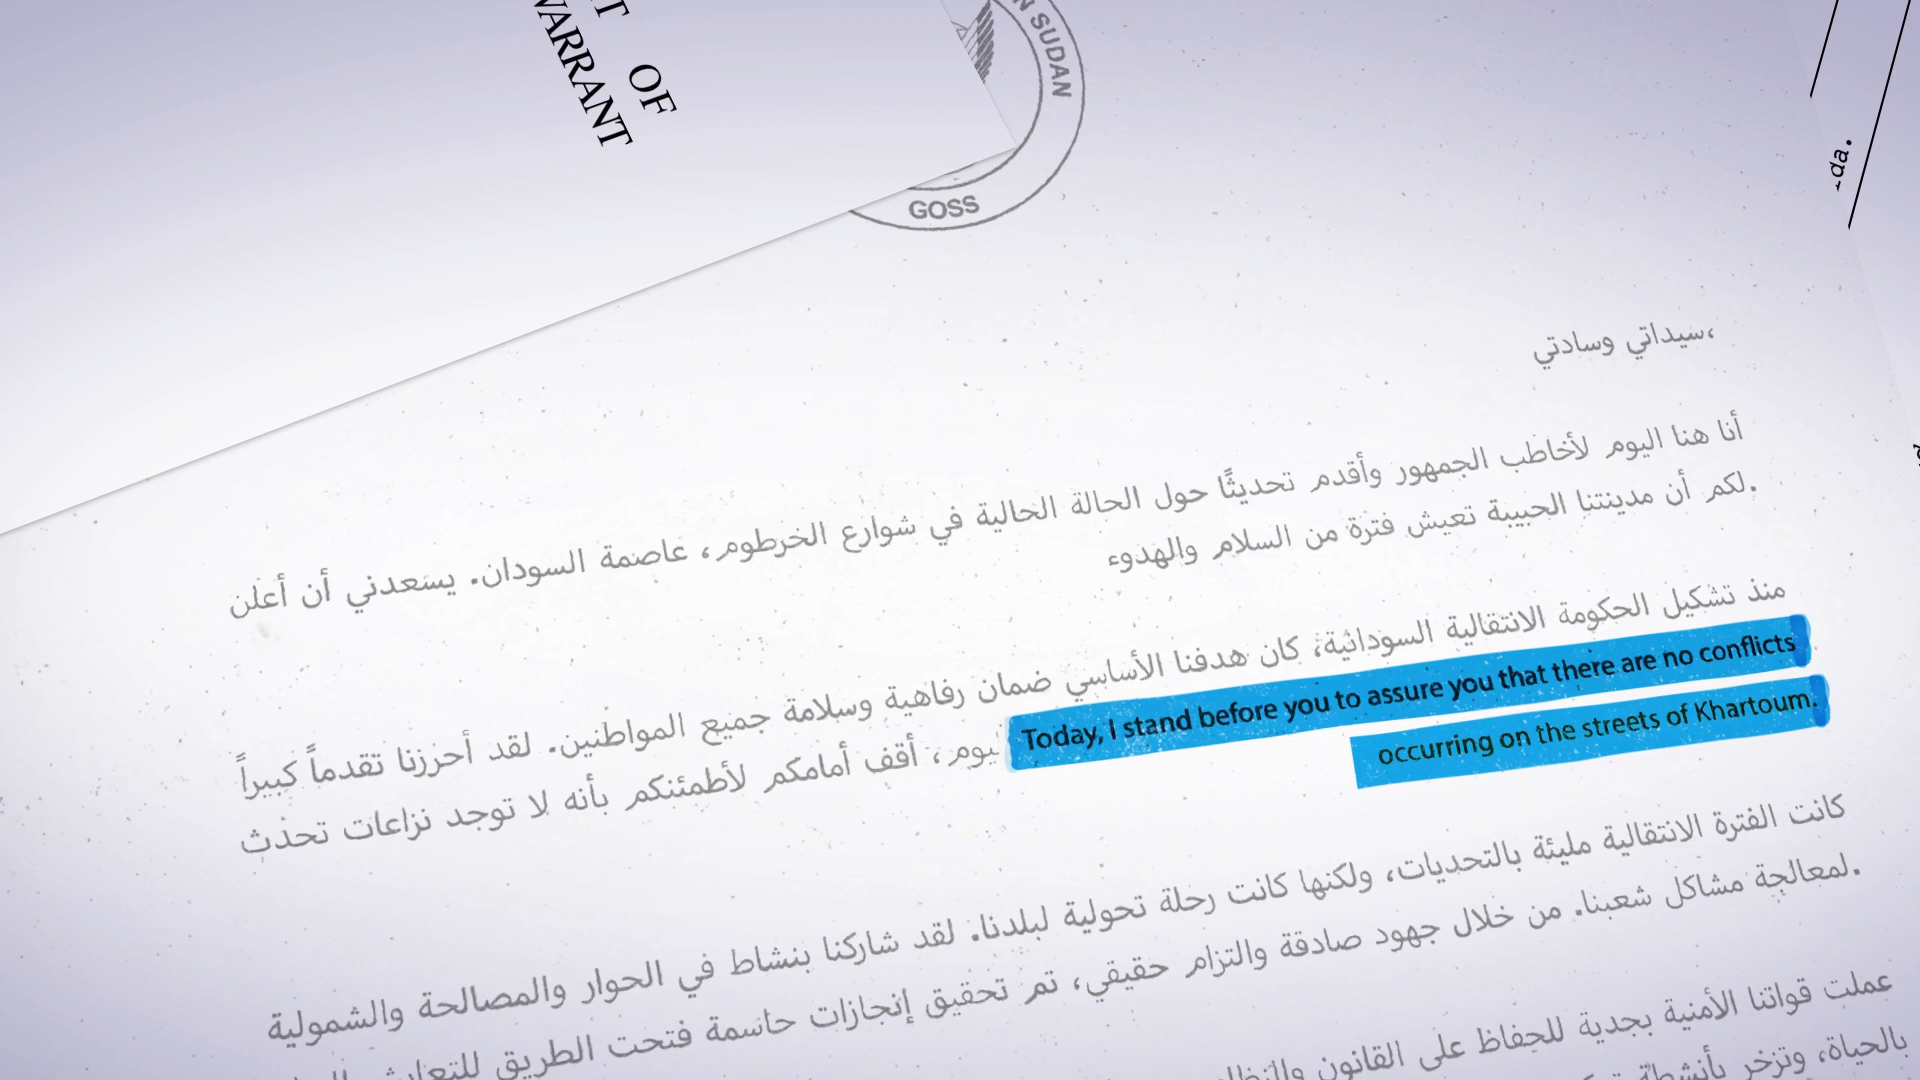 OF
WARRANT
SUDAN
GOSS
سيداتي وسادتي،
أنا هنا اليوم لأخاطب الجمهور وأقدم تحديثًا حول الحالة الحالية في شوارع الخرطوم، عاصمة السودان. يسعدني أن أعلن
.لكم أن مدينتنا الحبيبة تعيش فترة من السلام والهدوء
منذ تشكيل الحكومة الانتقالية السودانية، كان هدفنا الأساسي ضمان رفاهية وسلامة جميع المواطنين. لقد أحرزنا تقدماً كبيراً
Today, I stand before you to assure you that there are no conflicts
أقف أمامكم لأطمئنكم بأنه لا توجد نزاعات تحدث
occurring on the streets of Khartoum.
كانت الفترة الانتقالية مليئة بالتحديات، ولكنها كانت رحلة تحولية لبلدنا. لقد شاركنا بنشاط في الحوار والمصالحة والشمولية
.لمعالجة مشاكل شعبنا. من خلال جهود صادقة والتزام حقيقي، تم تحقيق إنجازات حاسمة فتحت الطريق
عملت قواتنا الأمنية بجدية للحفاظ على القانون
بالحياة، وتزخر بأنشطة